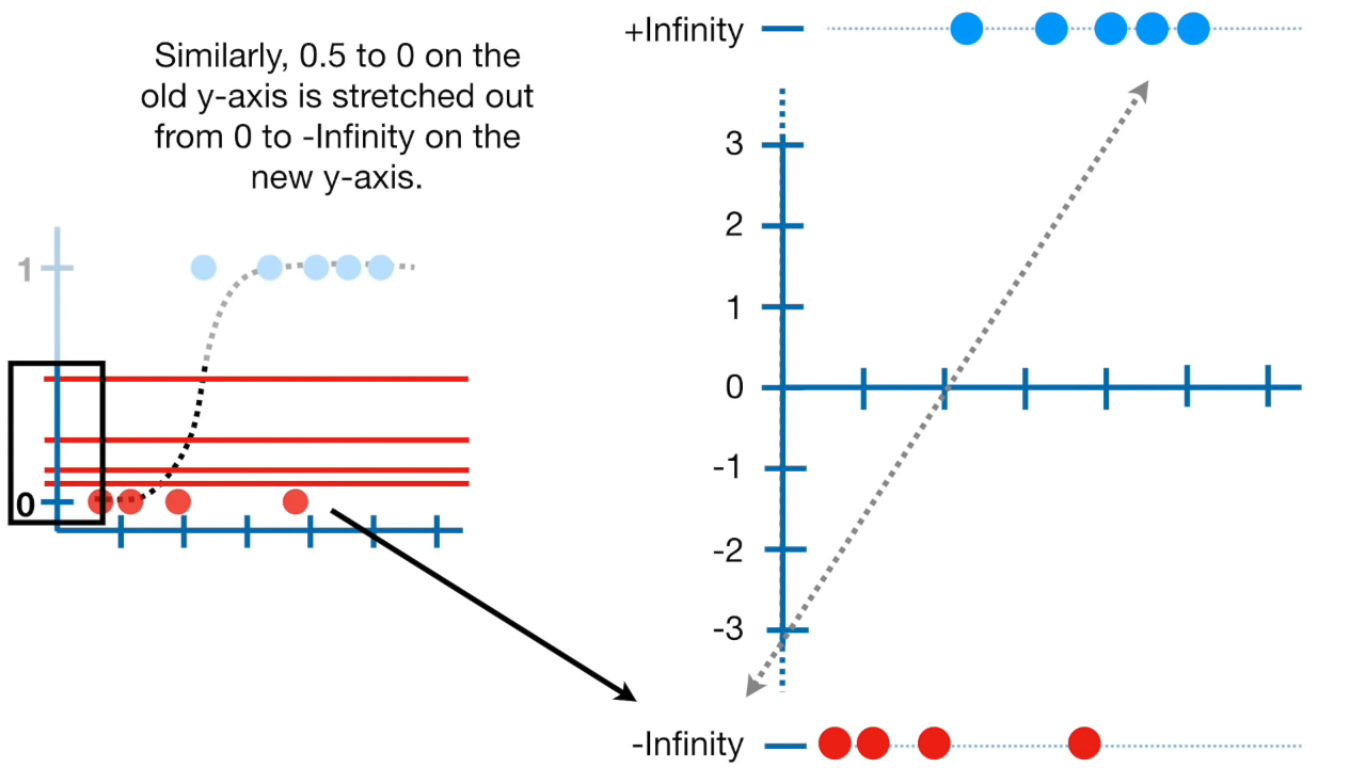 Similarly, 0.5 to 0 on the
old y-axis is stretched out
from 0 to -Infinity on the
new y-axis.
1
0
+Infinity
3
2
1
0
-1
-2
-3
-Infinity